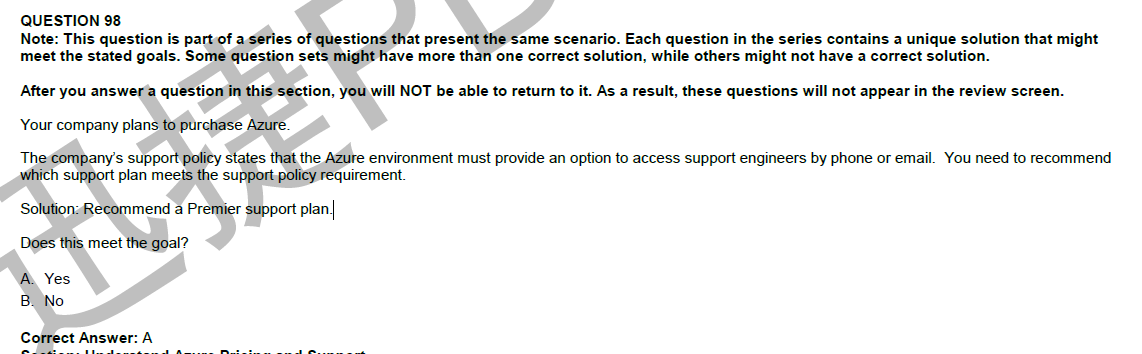 QUESTION 98
Note: This question is part of a series of questions that present the same scenario. Each question in the series contains a unique solution that might
meet the stated goals. Some question sets might have more than one correct solution, while others might not have a correct solution.
After you answer a question in this section, you will NOT be able to return to it. As a result, these questions will not appear in the review screen.
Your company plans to purchase Azure.
The company's support policy states that the Azure environment must provide an option to access support engineers by phone or email. You need to recommend
which support plan meets the support policy requirement.
Solution: Recommend a Premier support plan.
Does this meet the goal?
A. Yes
B. No
Correct Answer: A
Section: Understand Azure Pricing and Support
迅捷P